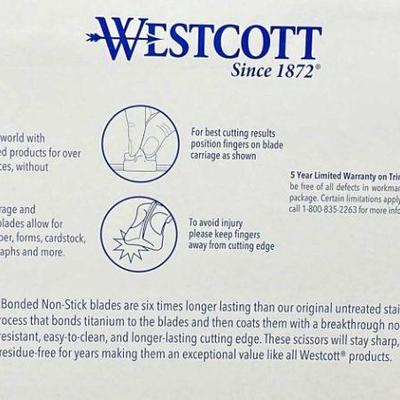 WESTCOTT
Since 1872®
world with
ed products for over
ces, without
For best cutting results
position fingers on blade
carriage as shown
5 Year Limited Warranty on Trim
be free of all defects in workman
package. Certain limitations apply
call 1-800-835-2263 for more info
rage and
blades allow for
per, forms, cardstock,
raphs and more.
To avoid injury
please keep fingers
away from cutting edge
Bonded Non-Stick blades are six times longer lasting than our original untreated stai
rocess that bonds titanium to the blades and then coats them with a breakthrough no
resistant, easy-to-clean, and longer-lasting cutting edge. These scissors will stay sharp,
residue-free for years making them an exceptional value like all Westcott® products.